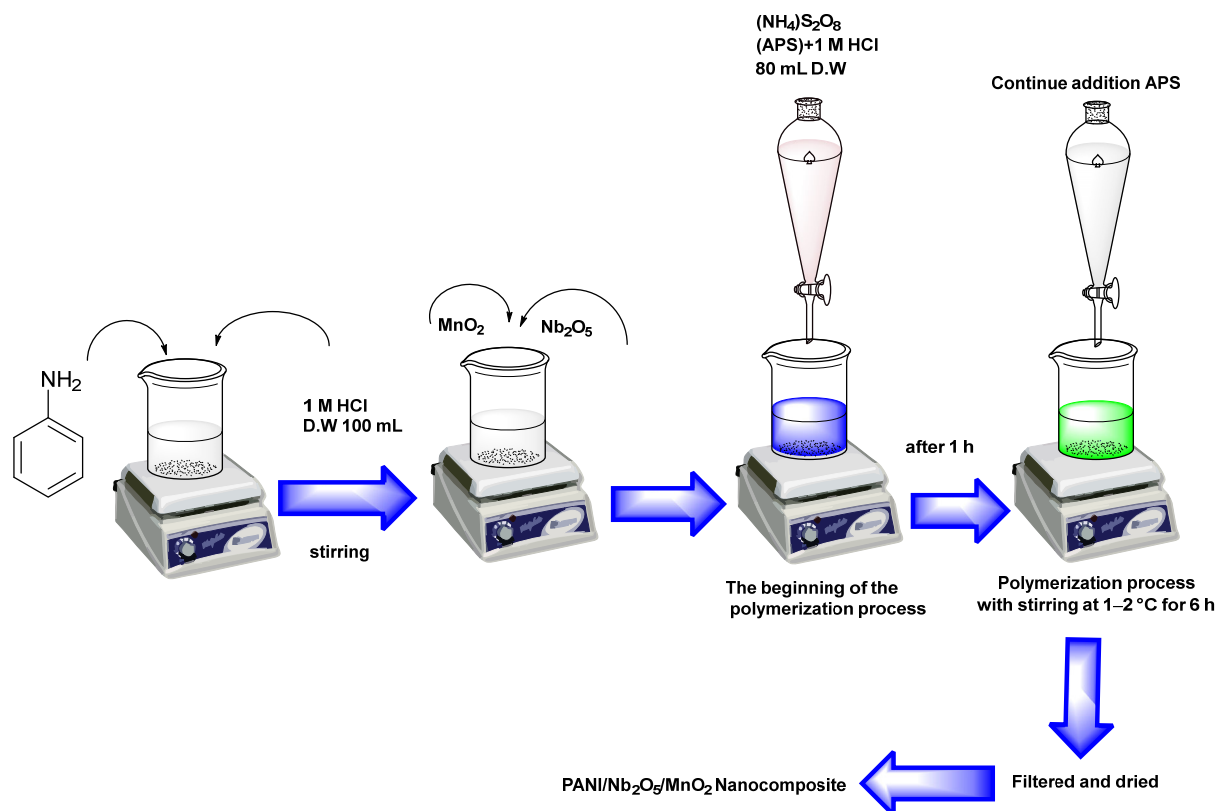 (NH₄)S₂O₈
(APS)+1 M HCl
80 mL D.W
Continue addition APS
NH₂
1 M HCl
D.W 100 mL
stirring
MnO₂
Nb₂O₅
after 1 h
The beginning of the
polymerization process
Polymerization process
with stirring at 1–2 °C for 6 h
Filtered and dried
PANI/Nb₂O₅/MnO₂ Nanocomposite